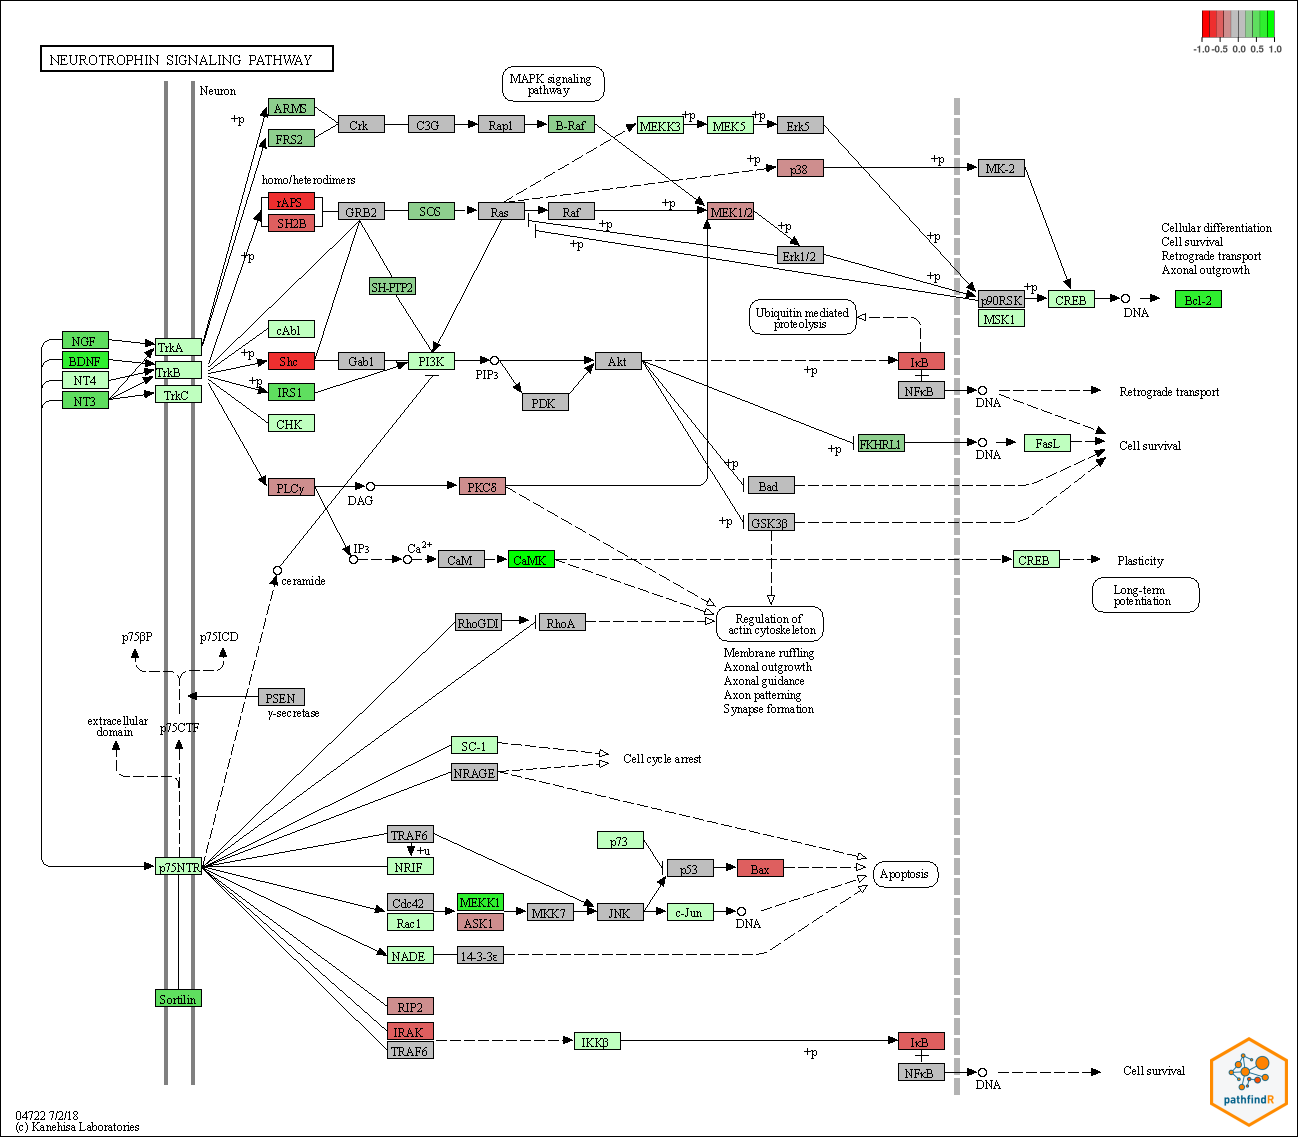 -1.0 -0.5 0.0 0.5 1.0
NEUROTROPHIN SIGNALING PATHWAY
Neuron
MAPK signaling
pathway
ARMS
+p
FRS2
Crk
C3G
Rap1
B-Raf
MEKK3
+p
MEK5
+p
Erk5
+p
p38
+p
MK-2
homo/heterodimers
rAPS
SH2B
GRB2
SOS
Ras
Raf
+p
MEK1/2
+p
+p
+p
Erk1/2
+p
+p
+p
SH-PTP2
p90RSK
+p
MSK1
CREB
DNA
Bcl-2
Cellular differentiation
Cell survival
Retrograde transport
Axonal outgrowth
Ubiquitin mediated
proteolysis
NGF
BDNF
NT4
NT3
TrkA
TrkB
TrkC
cAbl
+p
Shc
Gab1
PI3K
PIP3
Akt
+p
IκB
+p
IRS1
PDK
NFκB
DNA
Retrograde transport
CHK
+p
FKHRL1
DNA
FasL
Cell survival
+p
Bad
PLCγ
DAG
PKCδ
+p
GSK3β
IP3
Ca2+
CaM
CaMK
CREB
Plasticity
Long-term
potentiation
ceramide
RhoGDI
RhoA
Regulation of
actin cytoskeleton
Membrane ruffling
Axonal outgrowth
Axonal guidance
Axon patterning
Synapse formation
p75βP
p75ICD
PSEN
γ-secretase
extracellular
domain
p75CTF
SC-1
NRAGE
Cell cycle arrest
TRAF6
+u
NRIF
p73
p53
Bax
Apoptosis
p75NTR
Cdc42
Rac1
MEKK1
ASK1
MKK7
JNK
c-Jun
DNA
NADE
14-3-3ε
Sortilin
RIP2
IRAK
TRAF6
IKKβ
+p
IκB
NFκB
DNA
Cell survival
pathfindR
04722 7/2/18
(c) Kanehisa Laboratories